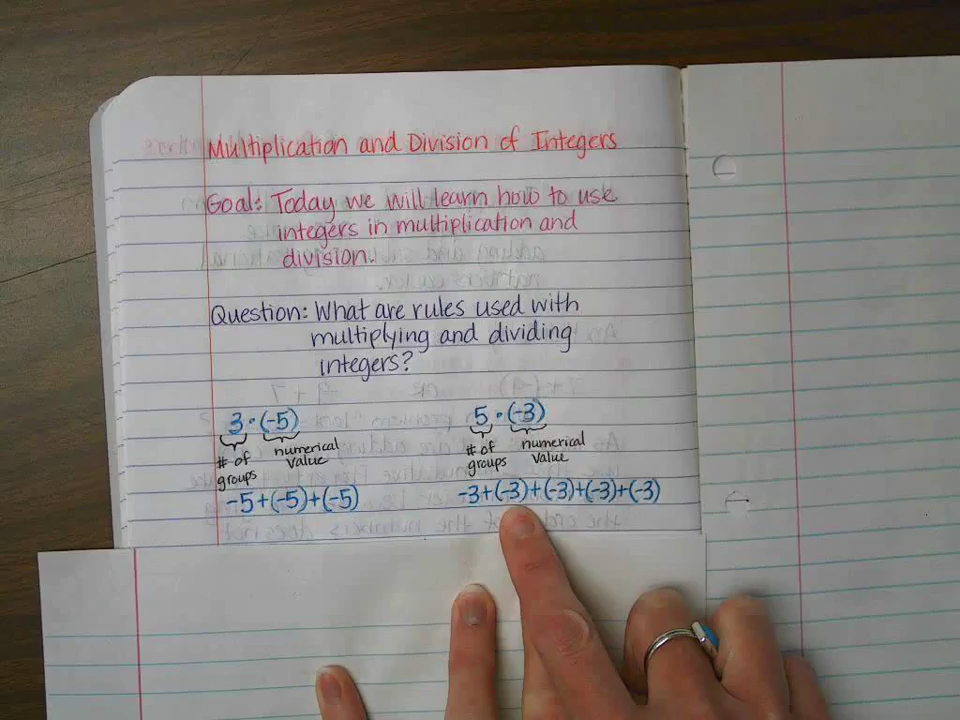 Multiplication and Division of Integers
Goal: Today we will learn how to use
integers in multiplication and
division.
Question: What are rules used with
multiplying and dividing
integers?
3 · (-5)
# of
groups
numerical
value
-5+(-5)+(-5)
5 · (-3)
# of
groups
numerical
value
-3+(-3)+(-3)+(-3)+(-3)